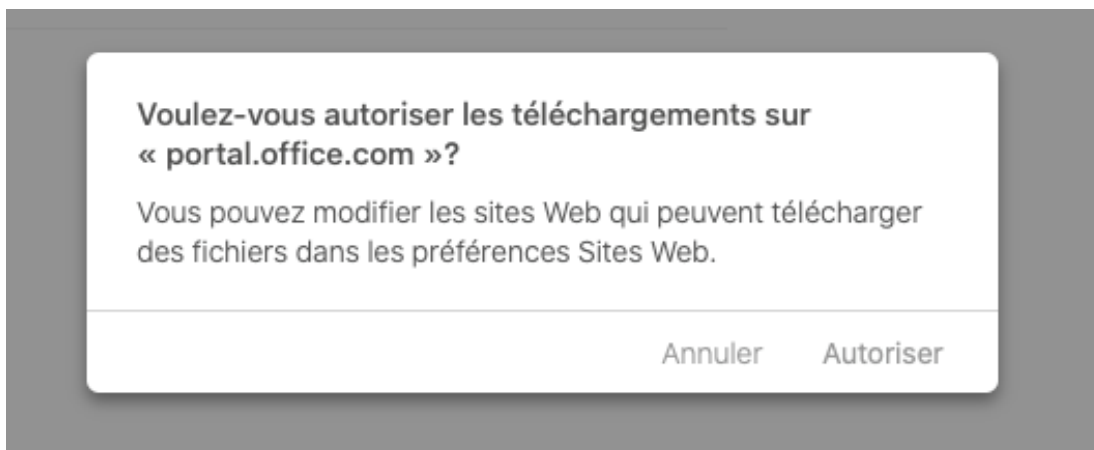 Voulez-vous autoriser les téléchargements sur
« portal.office.com »?
Vous pouvez modifier les sites Web qui peuvent télécharger
des fichiers dans les préférences Sites Web.
Annuler Autoriser